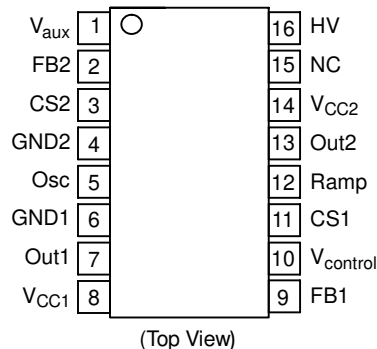 Vaux 1 16 HV
FB2 2 15 NC
CS2 3 14 VCC2
GND2 4 13 Out2
Osc 5 12 Ramp
GND1 6 11 CS1
Out1 7 10 Vcontrol
VCC1 8 9 FB1
(Top View)